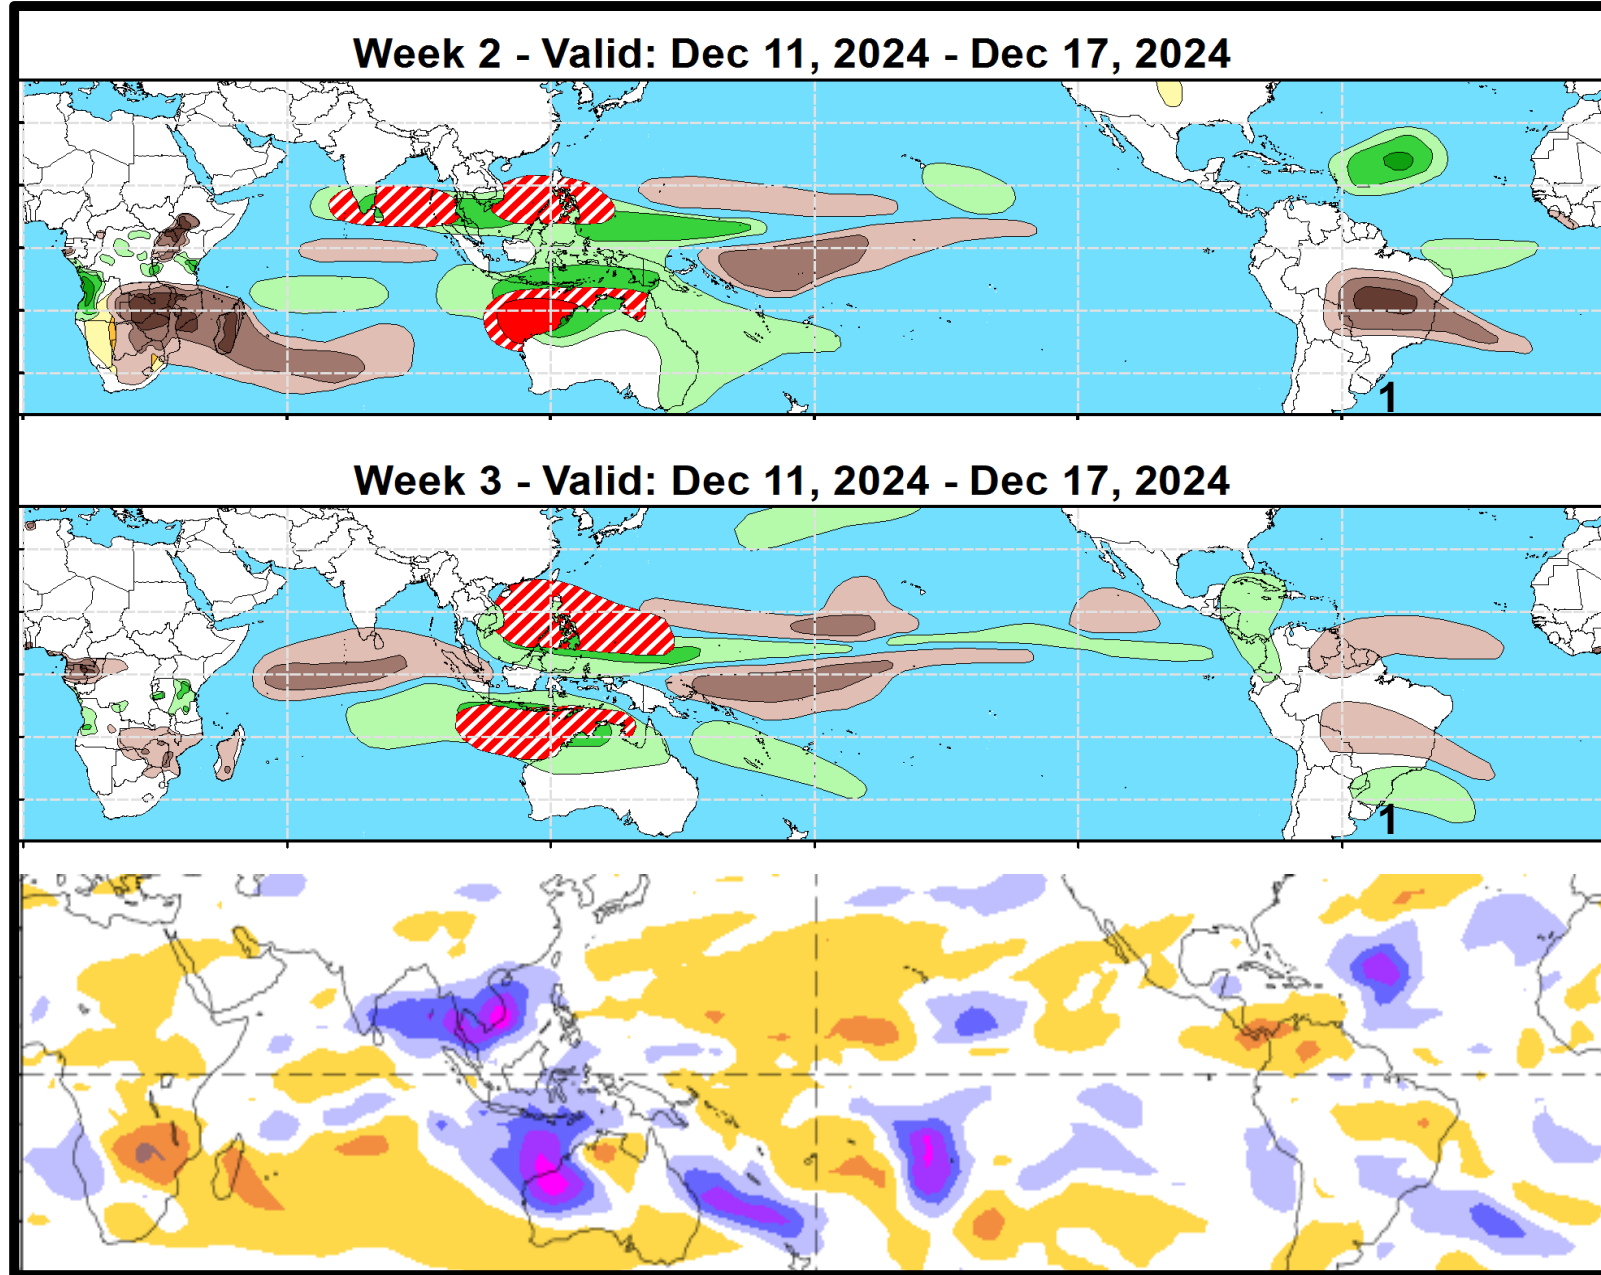 Week 2 - Valid: Dec 11, 2024 - Dec 17, 2024
1
Week 3 - Valid: Dec 11, 2024 - Dec 17, 2024
1